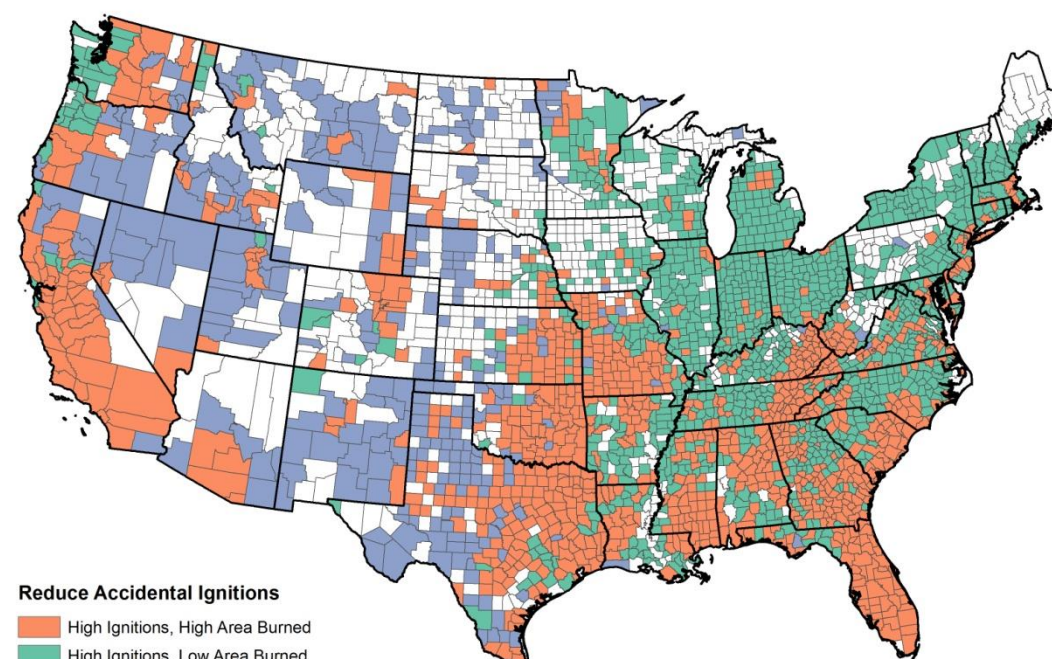 Reduce Accidental Ignitions
High Ignitions, High Area Burned
High Ignitions, Low Area Burned